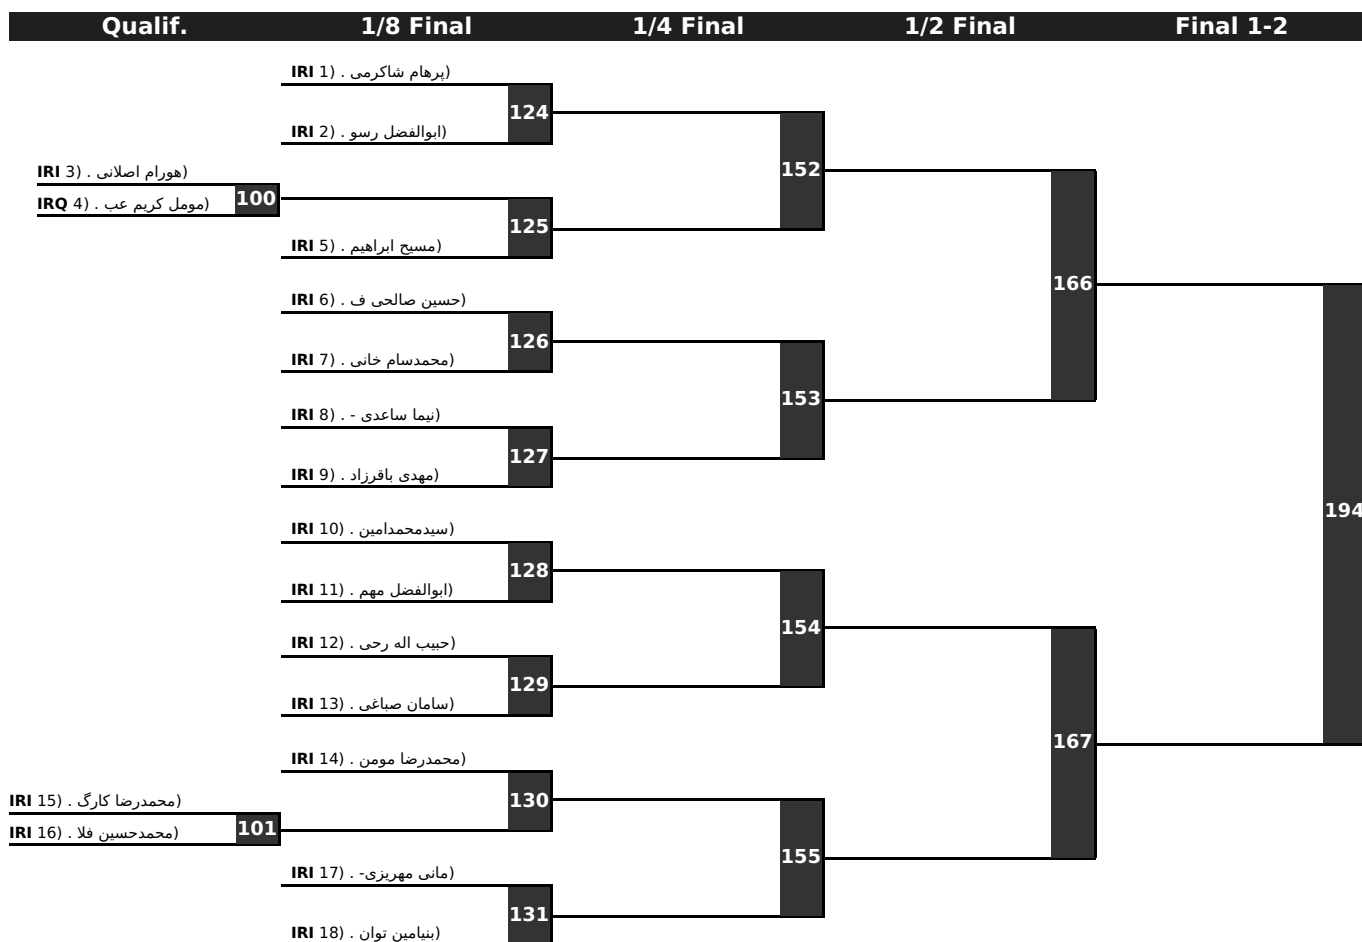 Qualif. 1/8 Final 1/4 Final 1/2 Final Final 1-2
IRI 1) . پرهام شاکرمی)
124
IRI 2) . ابوالفضل رسو)
152
IRI 3) . هورام اصلانی)
100
IRQ 4) . مومل کریم عب)
125
IRI 5) . مسیح ابراهیم)
166
IRI 6) . حسین صالحی ف)
126
IRI 7) . محمدسام خانی)
153
IRI 8) . نیما ساعدی -)
127
IRI 9) . مهدی باقرزاد)
194
IRI 10) . سیدمحمدامین)
128
IRI 11) . ابوالفضل مهم)
154
IRI 12) . حبیب اله رحی)
129
IRI 13) . سامان صباغی)
167
IRI 14) . محمدرضا مومن)
130
IRI 15) . محمدرضا کارگ)
101
IRI 16) . محمدحسین فلا)
155
IRI 17) . مانی مهریزی-)
131
IRI 18) . بنیامین توان)